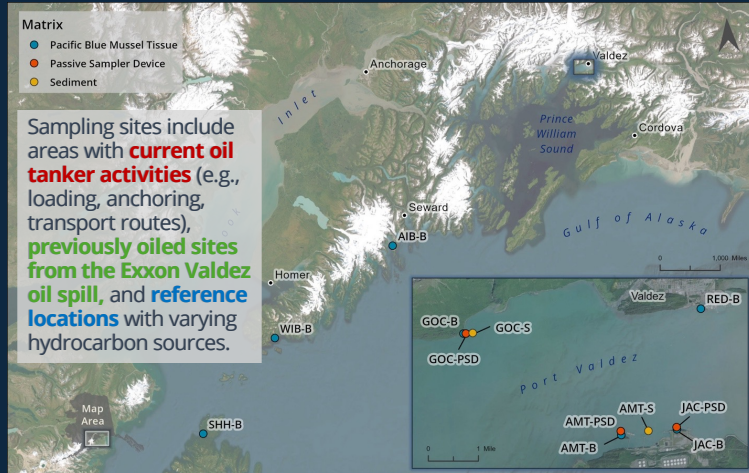 Matrix
Pacific Blue Mussel Tissue
Passive Sampler Device
Sediment
Sampling sites include
areas with current oil
tanker activities (e.g.,
loading, anchoring,
transport routes),
previously oiled sites
from the Exxon Valdez
oil spill, and reference
locations with varying
hydrocarbon sources.
Anchorage
Valdez
Inlet
Prince
William
Sound
Cordova
Seward
AIB-B
Gulf of Alaska
0 1,000 Miles
Homer
WIB-B
SHH-B
Map
Area
Valdez
RED-B
GOC-B
GOC-S
GOC-PSD
Port Valdez
AMT-PSD
AMT-S
JAC-PSD
AMT-B
JAC-B
0 1 Mile